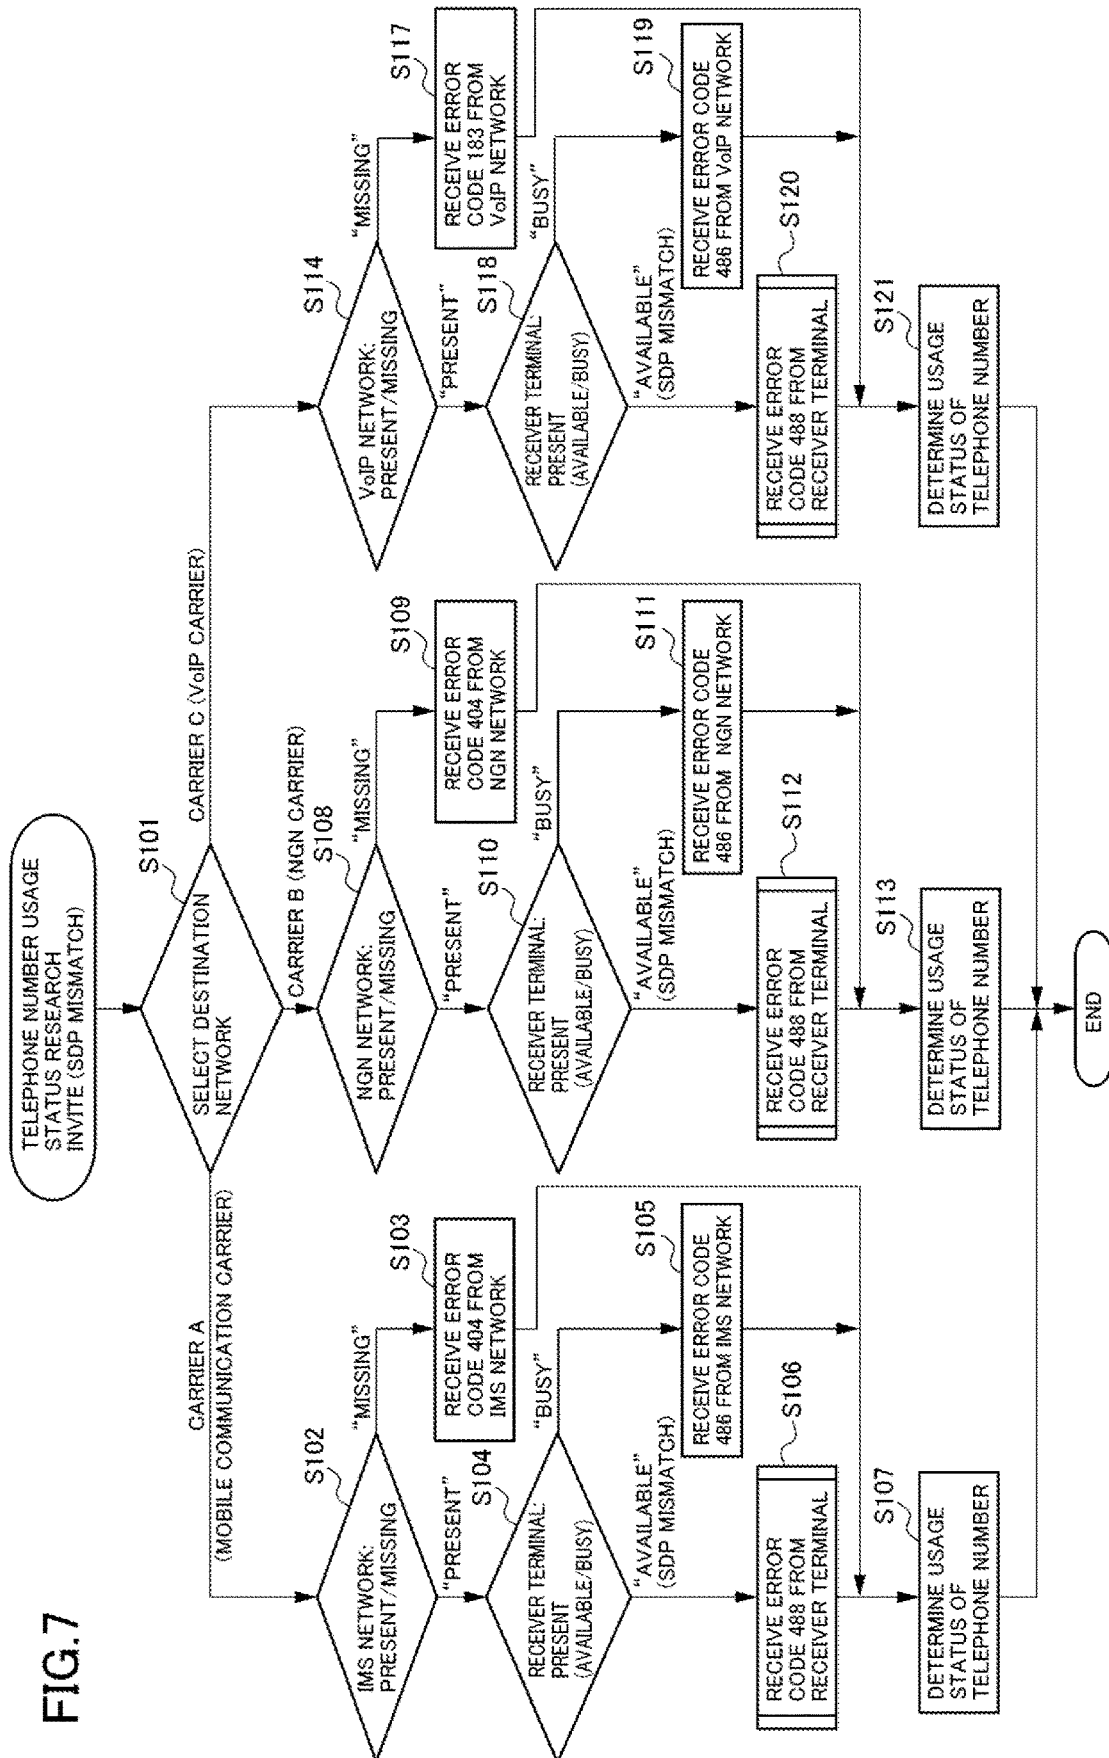 FIG.7
TELEPHONE NUMBER USAGE
STATUS RESEARCH
INVITE (SDP MISMATCH)
S101
SELECT DESTINATION
NETWORK
CARRIER A
(MOBILE COMMUNICATION CARRIER)
CARRIER B (NGN CARRIER)
CARRIER C (VoIP CARRIER)
S102
IMS NETWORK:
PRESENT/MISSING
"MISSING"
"PRESENT"
S103
RECEIVE ERROR
CODE 404 FROM
IMS NETWORK
S104
RECEIVER TERMINAL:
PRESENT
(AVAILABLE/BUSY)
"BUSY"
"AVAILABLE"
(SDP MISMATCH)
S105
RECEIVE ERROR CODE
486 FROM IMS NETWORK
S106
RECEIVE ERROR
CODE 488 FROM
RECEIVER TERMINAL
S107
DETERMINE USAGE
STATUS OF
TELEPHONE NUMBER
S108
NGN NETWORK:
PRESENT/MISSING
"MISSING"
"PRESENT"
S109
RECEIVE ERROR
CODE 404 FROM
NGN NETWORK
S110
RECEIVER TERMINAL:
PRESENT
(AVAILABLE/BUSY)
"BUSY"
"AVAILABLE"
(SDP MISMATCH)
S111
RECEIVE ERROR CODE
486 FROM NGN NETWORK
S112
RECEIVE ERROR
CODE 488 FROM
RECEIVER TERMINAL
S113
DETERMINE USAGE
STATUS OF
TELEPHONE NUMBER
S114
VoIP NETWORK:
PRESENT/MISSING
"MISSING"
"PRESENT"
S117
RECEIVE ERROR
CODE 183 FROM
VoIP NETWORK
S118
RECEIVER TERMINAL:
PRESENT
(AVAILABLE/BUSY)
"BUSY"
"AVAILABLE"
(SDP MISMATCH)
S119
RECEIVE ERROR CODE
486 FROM VoIP NETWORK
S120
RECEIVE ERROR
CODE 488 FROM
RECEIVER TERMINAL
S121
DETERMINE USAGE
STATUS OF
TELEPHONE NUMBER
END